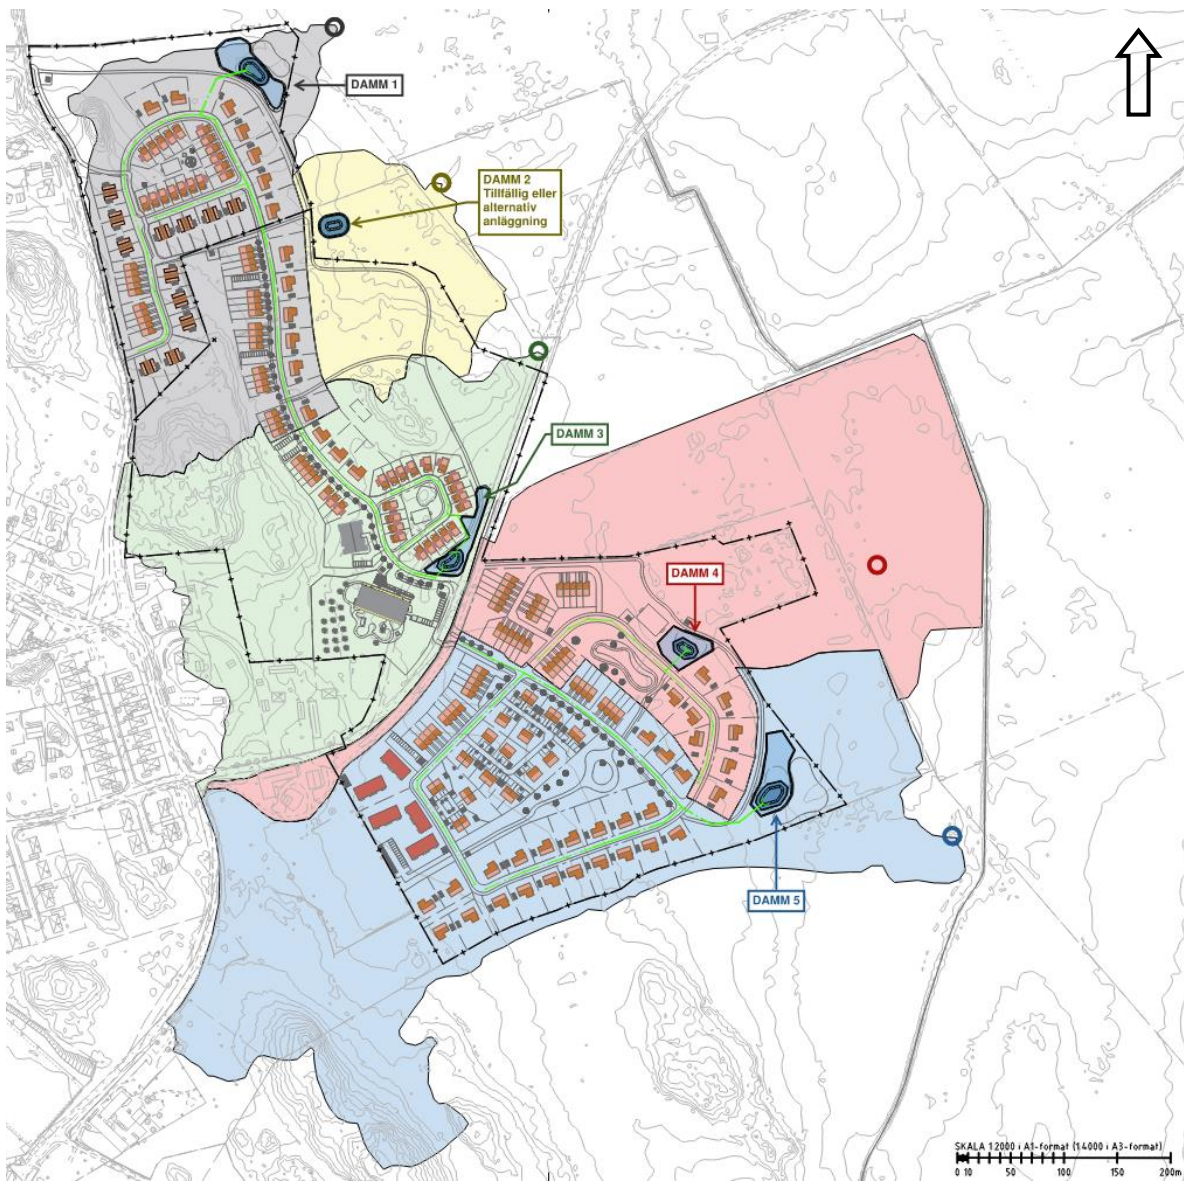 DAMM 1
DAMM 2
Tillfällig eller
alternativ
anläggning
DAMM 3
DAMM 4
DAMM 5
SKALA 1:2000 i A1-format (1:4000 i A3-format)
0 10 50 100 150 200m